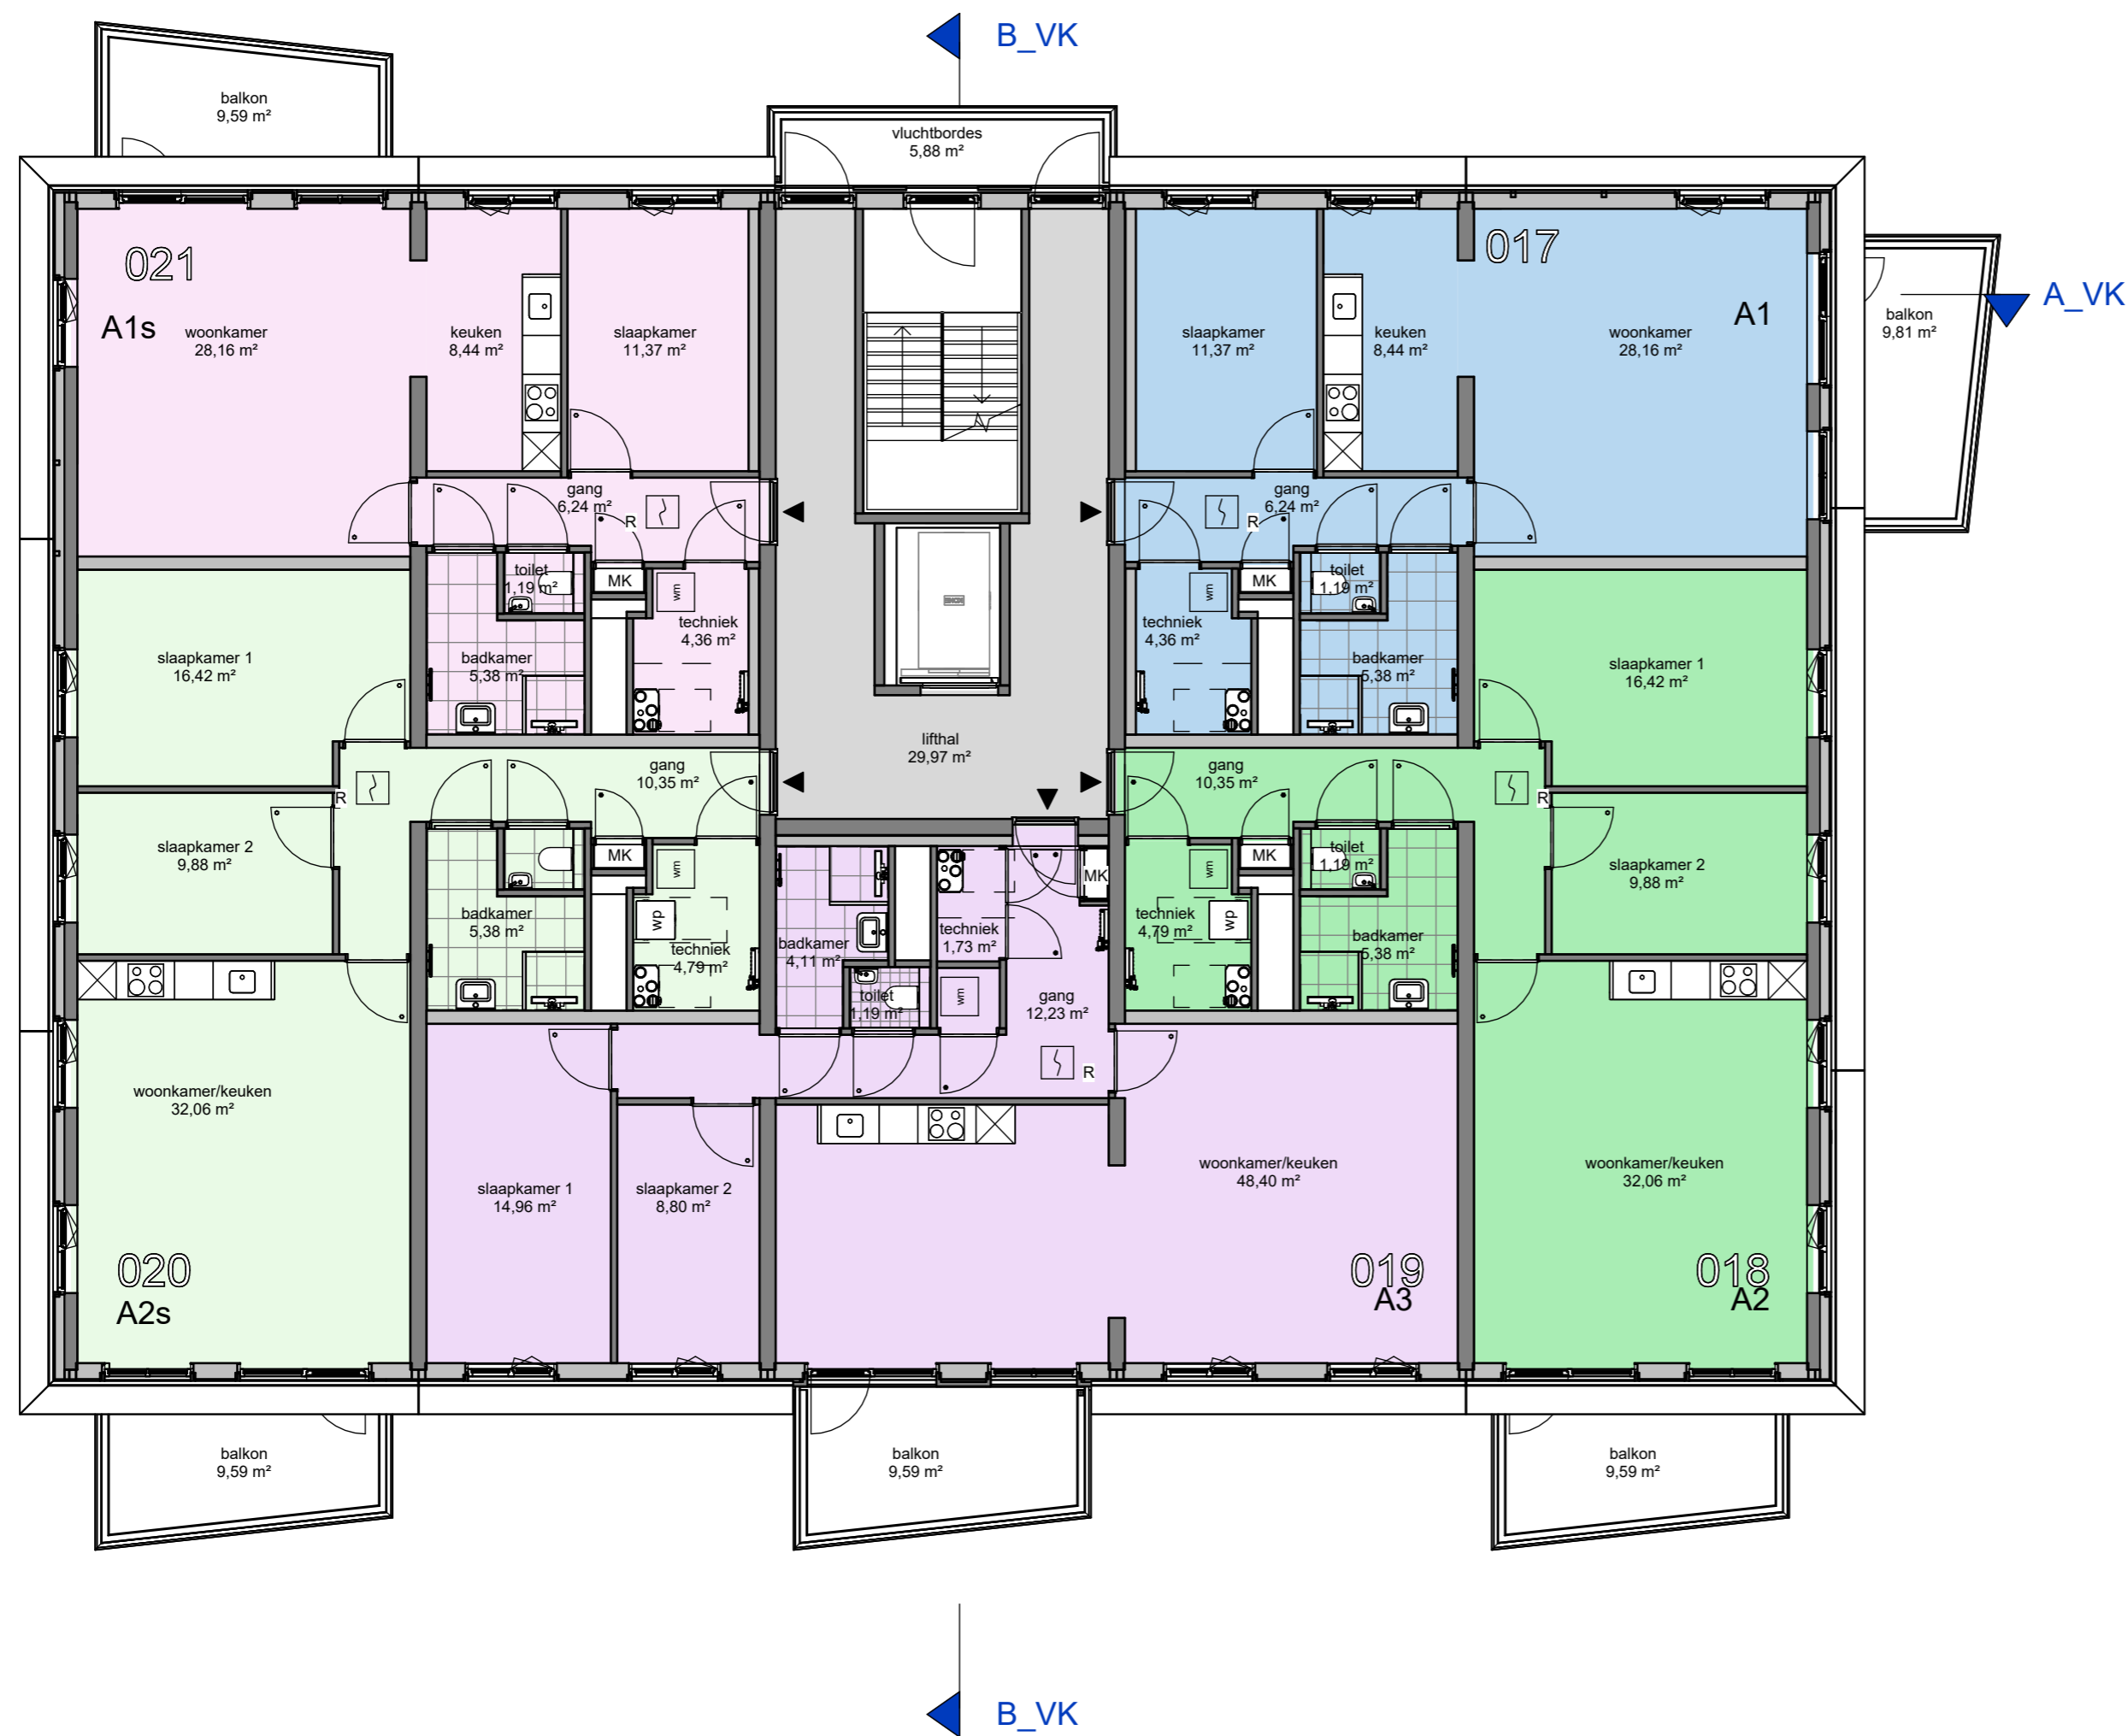 B_VK
balkon
9,59 m²
vluchtbordes
5,88 m²
021
A1s
woonkamer
28,16 m²
keuken
8,44 m²
slaapkamer
11,37 m²
slaapkamer
11,37 m²
keuken
8,44 m²
017
A1
woonkamer
28,16 m²
balkon
9,81 m²
A_VK
gang
6,24 m²
R
gang
6,24 m²
R
toilet
1,19 m²
MK
wm
techniek
4,36 m²
badkamer
5,38 m²
wm
MK
toilet
1,19 m²
techniek
4,36 m²
badkamer
5,38 m²
slaapkamer 1
16,42 m²
slaapkamer 1
16,42 m²
lifthal
29,97 m²
gang
10,35 m²
R
gang
10,35 m²
R
slaapkamer 2
9,88 m²
MK
wm
wp
badkamer
5,38 m²
techniek
4,79 m²
badkamer
4,11 m²
techniek
1,73 m²
MK
toilet
1,19 m²
wm
gang
12,23 m²
R
wm
MK
toilet
1,19 m²
techniek
4,79 m²
wp
badkamer
5,38 m²
slaapkamer 2
9,88 m²
woonkamer/keuken
32,06 m²
020
A2s
slaapkamer 1
14,96 m²
slaapkamer 2
8,80 m²
woonkamer/keuken
48,40 m²
019
A3
woonkamer/keuken
32,06 m²
018
A2
balkon
9,59 m²
balkon
9,59 m²
balkon
9,59 m²
B_VK